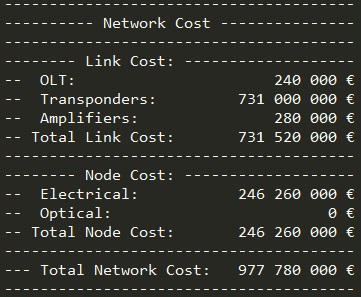 -----------------------------------------
----------- Network Cost ----------------
-----------------------------------------
-------- Link Cost: ---------------------
-- OLT: 240 000 €
-- Transponders: 731 000 000 €
-- Amplifiers: 280 000 €
-- Total Link Cost: 731 520 000 €
-----------------------------------------
-------- Node Cost: ---------------------
-- Electrical: 246 260 000 €
-- Optical: 0 €
-- Total Node Cost: 246 260 000 €
-----------------------------------------
--- Total Network Cost: 977 780 000 €
-----------------------------------------